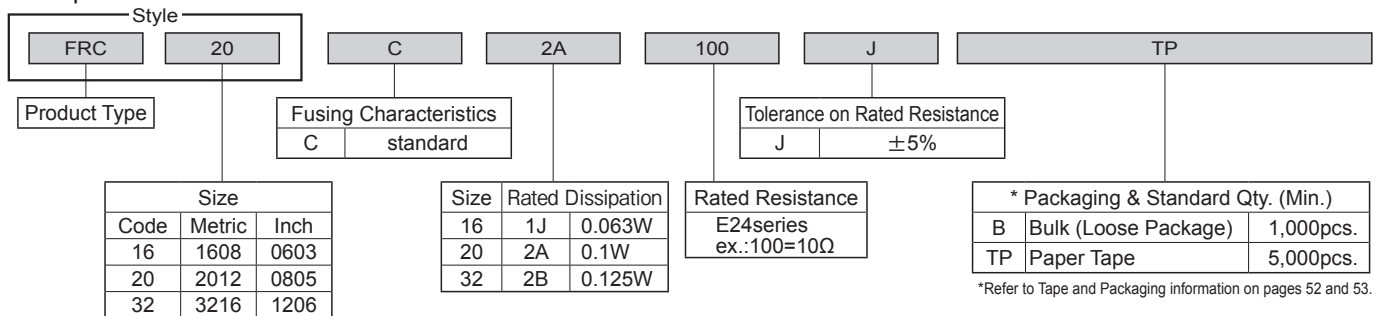 Style
FRC 20 C 2A 100 J TP
Product Type
Fusing Characteristics
C standard
Tolerance on Rated Resistance
J ±5%
Size
Code Metric Inch
16 1608 0603
20 2012 0805
32 3216 1206
Size Rated Dissipation
16 1J 0.063W
20 2A 0.1W
32 2B 0.125W
Rated Resistance
E24series
ex.:100=10Ω
* Packaging & Standard Qty. (Min.)
B Bulk (Loose Package) 1,000pcs.
TP Paper Tape 5,000pcs.
*Refer to Tape and Packaging information on pages 52 and 53.